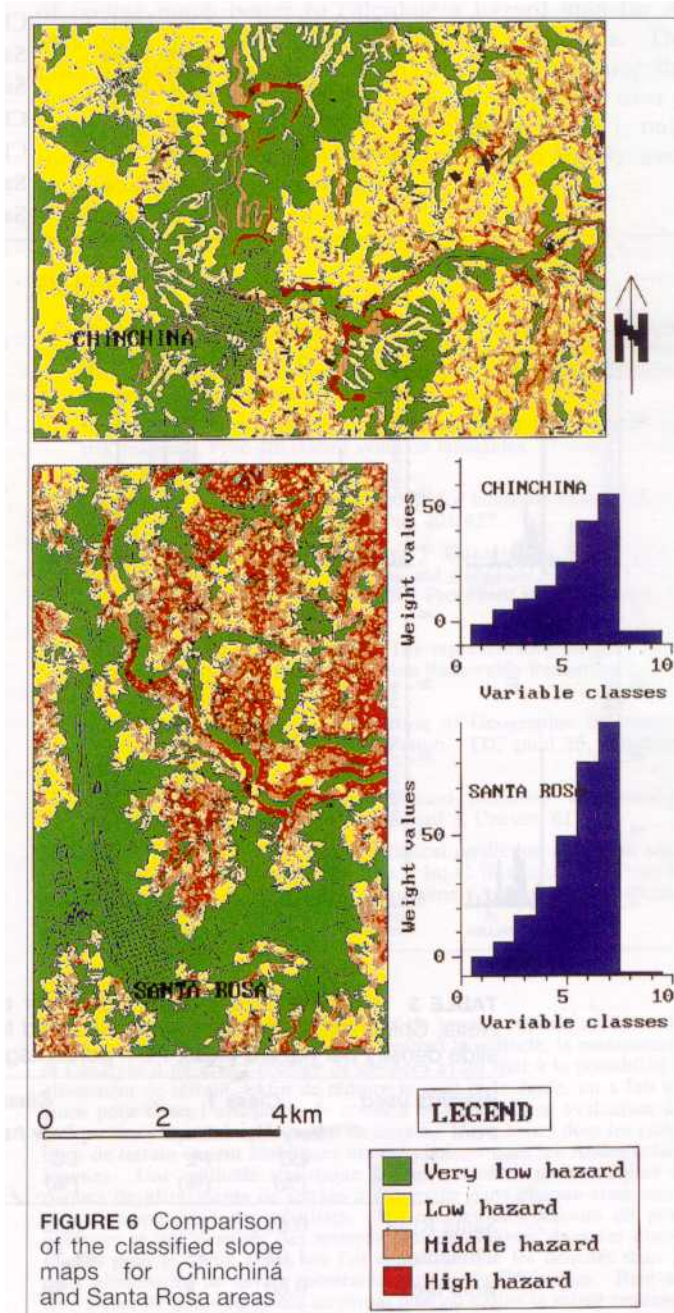 CHINCHINA
N
CHINCHINA
50
0
Weight values
0 5 10
Variable classes
SANTA ROSA
50
0
Weight values
0 5 10
Variable classes
SANTA ROSA
0 2 4km
LEGEND
Very low hazard
Low hazard
Middle hazard
High hazard
FIGURE 6 Comparison
of the classified slope
maps for Chinchiná
and Santa Rosa areas